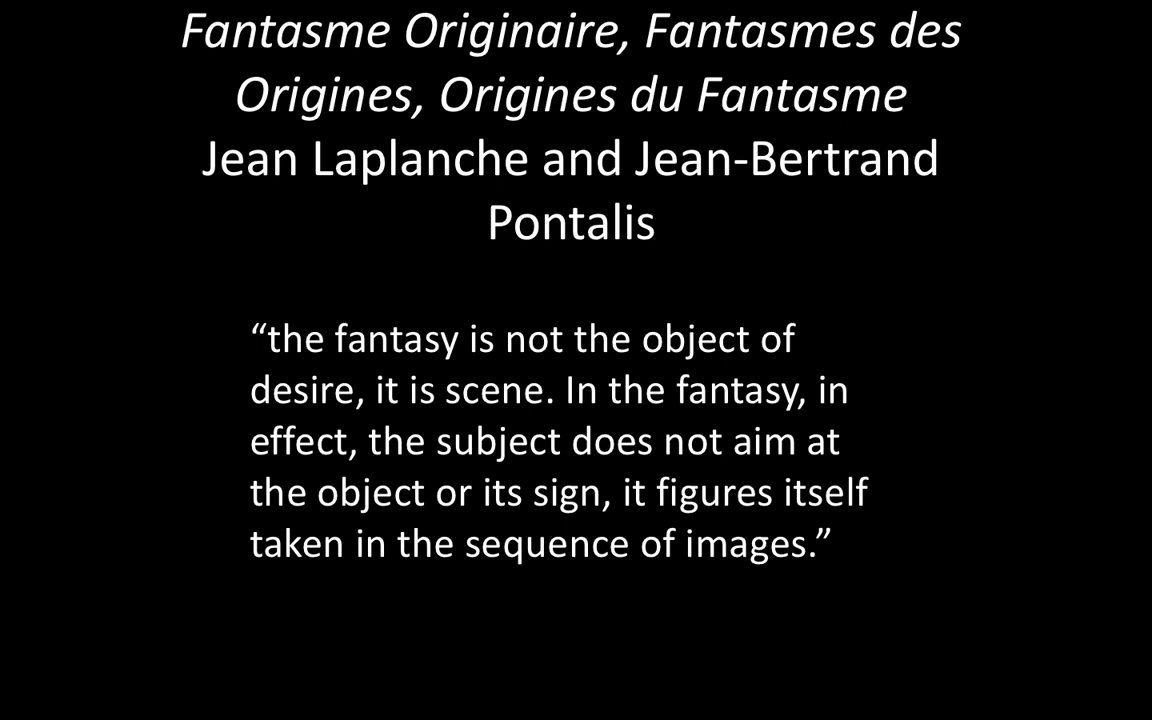 Fantasme Originaire, Fantasmes des
Origines, Origines du Fantasme
Jean Laplanche and Jean-Bertrand
Pontalis
“the fantasy is not the object of
desire, it is scene. In the fantasy, in
effect, the subject does not aim at
the object or its sign, it figures itself
taken in the sequence of images.”